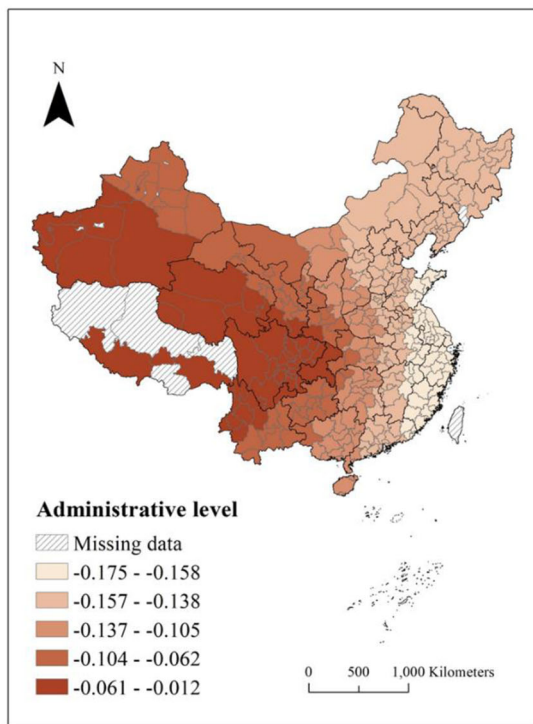 N
Administrative level
Missing data
-0.175 - -0.158
-0.157 - -0.138
-0.137 - -0.105
-0.104 - -0.062
-0.061 - -0.012
0 500 1,000 Kilometers